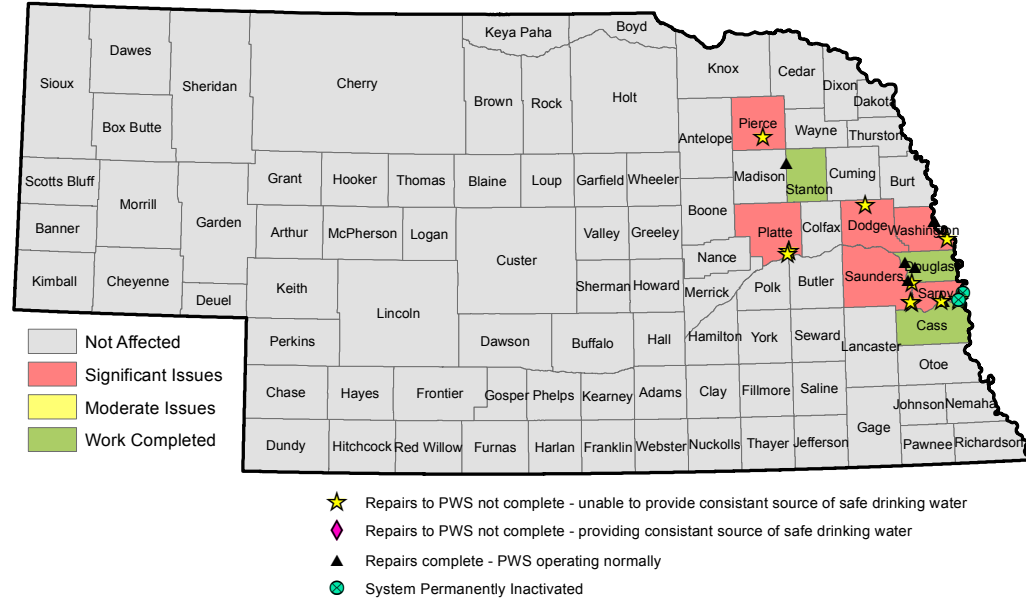 Boyd
Keya Paha
Dawes
Knox
Cedar
Sioux
Sheridan
Cherry
Dixon
Brown
Rock
Holt
Dakota
Box Butte
Pierce
Antelope
Wayne
Thurston
Scotts Bluff
Grant
Hooker
Thomas
Blaine
Loup
Garfield
Wheeler
Madison
Stanton
Cuming
Burt
Morrill
Garden
Boone
Banner
Arthur
McPherson
Logan
Valley
Greeley
Platte
Colfax
Dodge
Washington
Custer
Nance
Douglas
Kimball
Cheyenne
Saunders
Deuel
Keith
Sherman
Howard
Merrick
Polk
Butler
Sarpy
Lincoln
Cass
Perkins
Dawson
Buffalo
Hall
Hamilton
York
Seward
Lancaster
Otoe
Chase
Hayes
Frontier
Gosper
Phelps
Kearney
Adams
Clay
Fillmore
Saline
Johnson
Nemaha
Gage
Dundy
Hitchcock
Red Willow
Furnas
Harlan
Franklin
Webster
Nuckolls
Thayer
Jefferson
Pawnee
Richardson
Not Affected
Significant Issues
Moderate Issues
Work Completed
Repairs to PWS not complete - unable to provide consistant source of safe drinking water
Repairs to PWS not complete - providing consistant source of safe drinking water
Repairs complete - PWS operating normally
System Permanently Inactivated